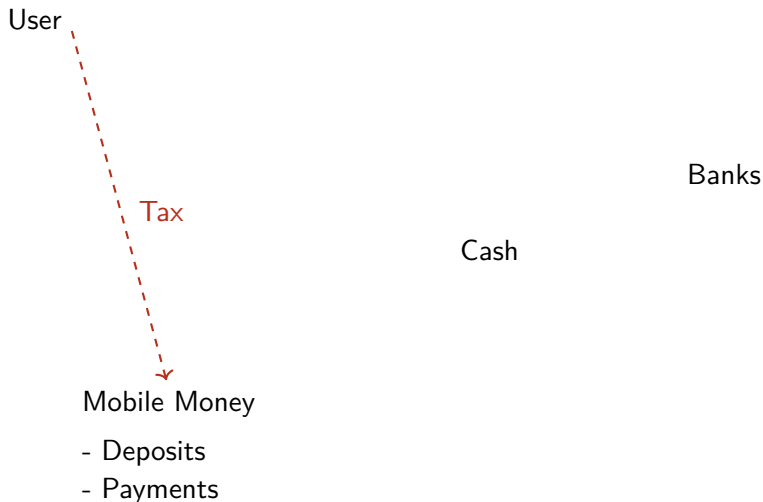 User
Tax
Banks
Cash
Mobile Money
- Deposits
- Payments